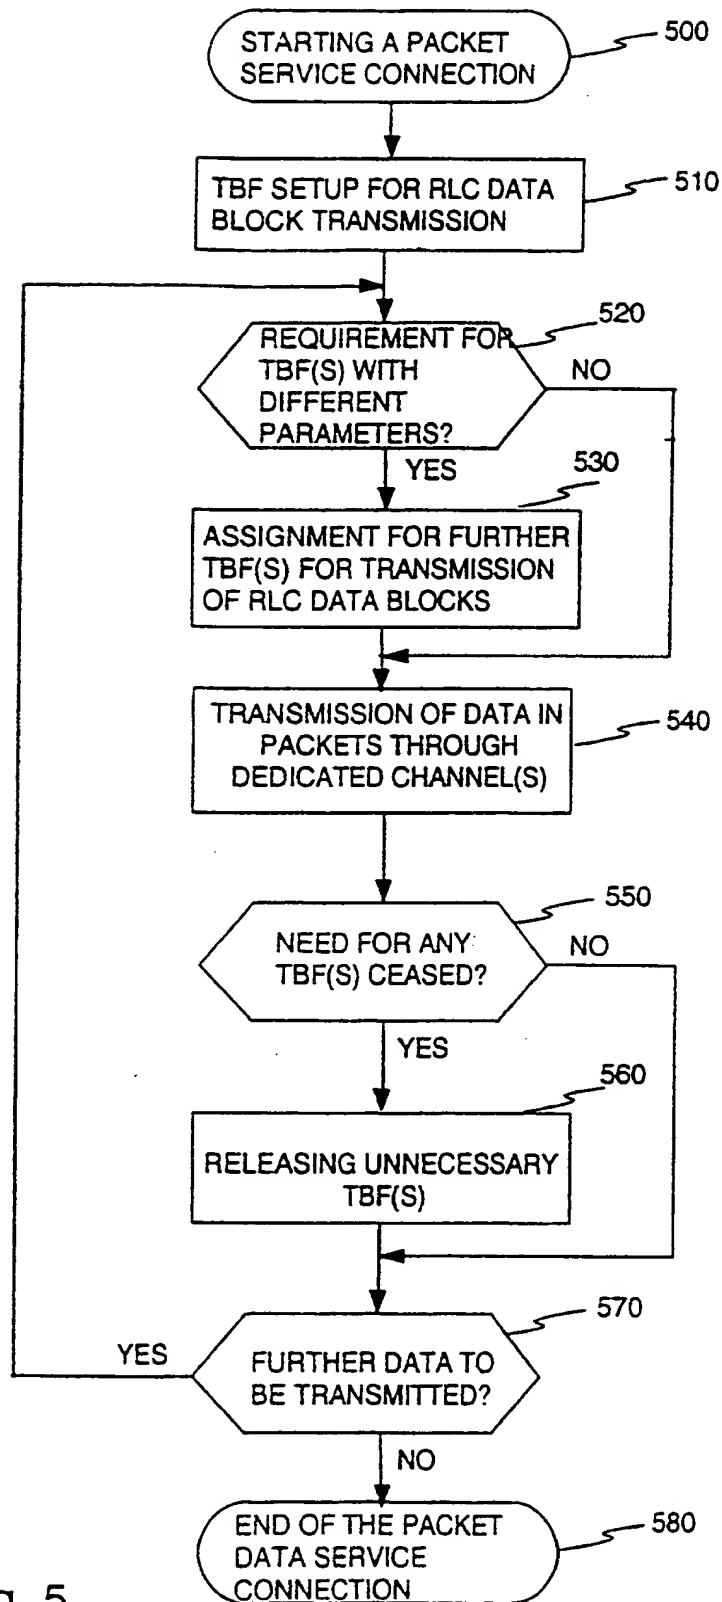 STARTING A PACKET
SERVICE CONNECTION
500
TBF SETUP FOR RLC DATA
BLOCK TRANSMISSION
510
REQUIREMENT FOR
TBF(S) WITH
DIFFERENT
PARAMETERS?
520
NO
YES
530
ASSIGNMENT FOR FURTHER
TBF(S) FOR TRANSMISSION
OF RLC DATA BLOCKS
TRANSMISSION OF DATA IN
PACKETS THROUGH
DEDICATED CHANNEL(S)
540
550
NEED FOR ANY
TBF(S) CEASED?
NO
YES
560
RELEASING UNNECESSARY
TBF(S)
570
YES
FURTHER DATA TO
BE TRANSMITTED?
NO
END OF THE PACKET
DATA SERVICE
CONNECTION
580
5